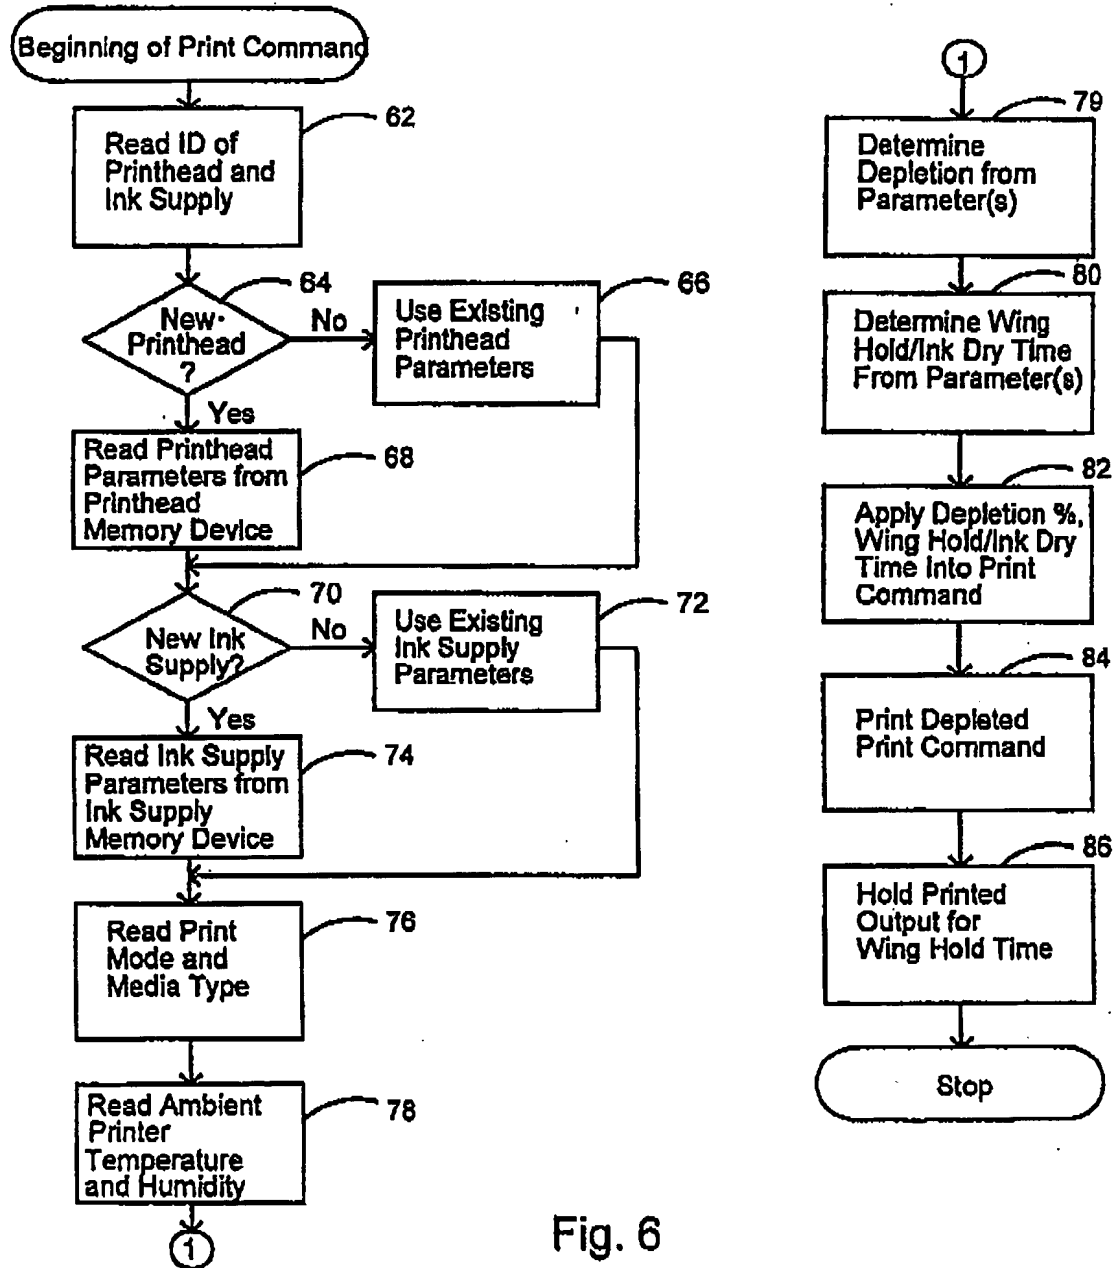 Beginning of Print Command
62
Read ID of
Printhead and
Ink Supply
64
New
Printhead
?
No
66
Use Existing
Printhead
Parameters
Yes
68
Read Printhead
Parameters from
Printhead
Memory Device
70
New Ink
Supply?
No
72
Use Existing
Ink Supply
Parameters
Yes
74
Read Ink Supply
Parameters from
Ink Supply
Memory Device
76
Read Print
Mode and
Media Type
78
Read Ambient
Printer
Temperature
and Humidity
1
1
79
Determine
Depletion from
Parameter(s)
80
Determine Wing
Hold/Ink Dry Time
From Parameter(s)
82
Apply Depletion %,
Wing Hold/Ink Dry
Time Into Print
Command
84
Print Depleted
Print Command
86
Hold Printed
Output for
Wing Hold Time
Stop
Fig. 6